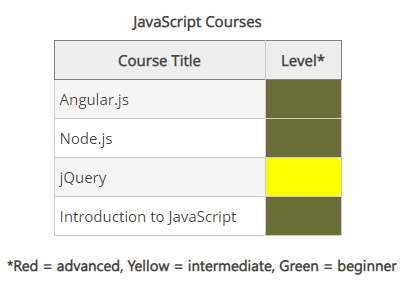 JavaScript Courses
Course Title Level*
Angular.js
Node.js
jQuery
Introduction to JavaScript
*Red = advanced, Yellow = intermediate, Green = beginner